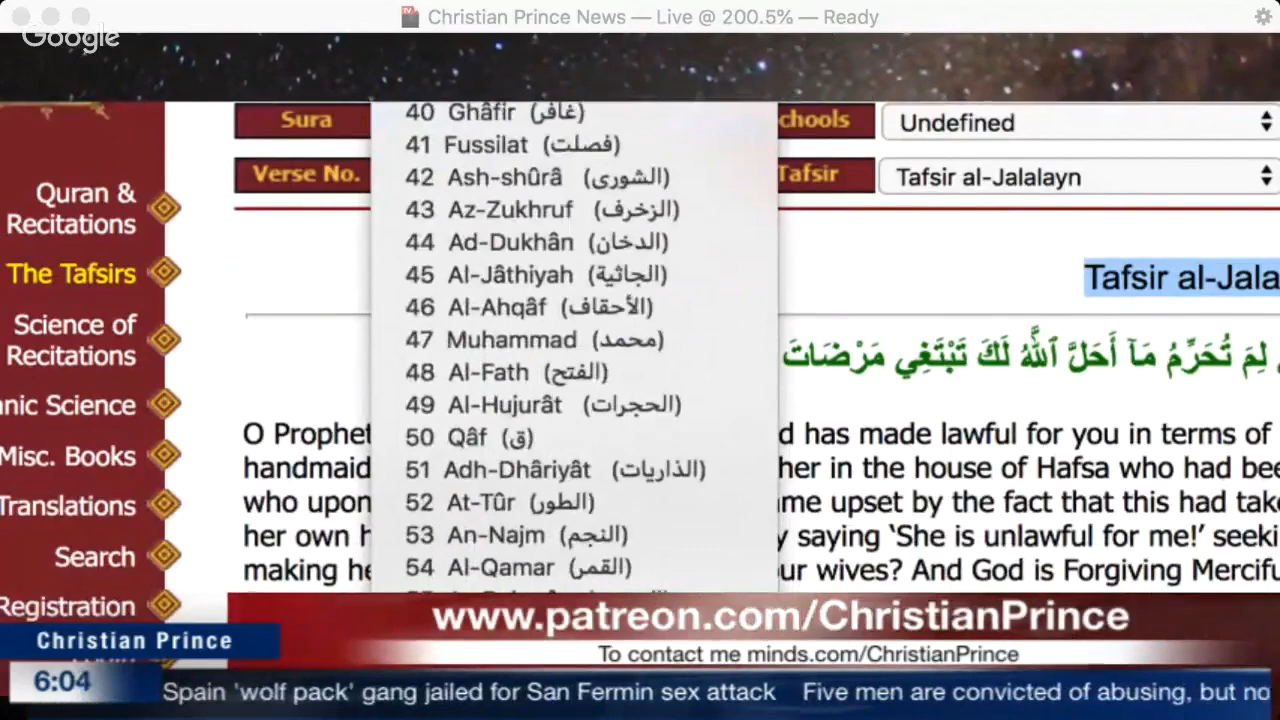 Christian Prince News — Live @ 200.5% — Ready
Google
Quran &
Recitations
The Tafsirs
Science of
Recitations
anic Science
Misc. Books
Translations
Search
Registration
Sura
Verse No.
40 Ghâfir (غافر)
41 Fussilat (فصلت)
42 Ash-shûrâ (الشورى)
43 Az-Zukhruf (الزخرف)
44 Ad-Dukhân (الدخان)
45 Al-Jâthiyah (الجاثية)
46 Al-Ahqâf (الأحقاف)
47 Muhammad (محمد)
48 Al-Fath (الفتح)
49 Al-Hujurât (الحجرات)
50 Qâf (ق)
51 Adh-Dhâriyât (الذاريات)
52 At-Tûr (الطور)
53 An-Najm (النجم)
54 Al-Qamar (القمر)
chools Undefined
Tafsir Tafsir al-Jalalayn
Tafsir al-Jala
لِمَ تُحَرِّمُ مَآ أَحَلَّ ٱللَّهُ لَكَ تَبْتَغِي مَرْضَاتَ
O Prophet d has made lawful for you in terms of
handmaid her in the house of Hafsa who had bee
who upon ame upset by the fact that this had take
her own h y saying ‘She is unlawful for me!’ seeki
making he ur wives? And God is Forgiving Merciful
www.patreon.com/ChristianPrince
Christian Prince
To contact me minds.com/ChristianPrince
6:04
Spain 'wolf pack' gang jailed for San Fermin sex attack Five men are convicted of abusing, but no